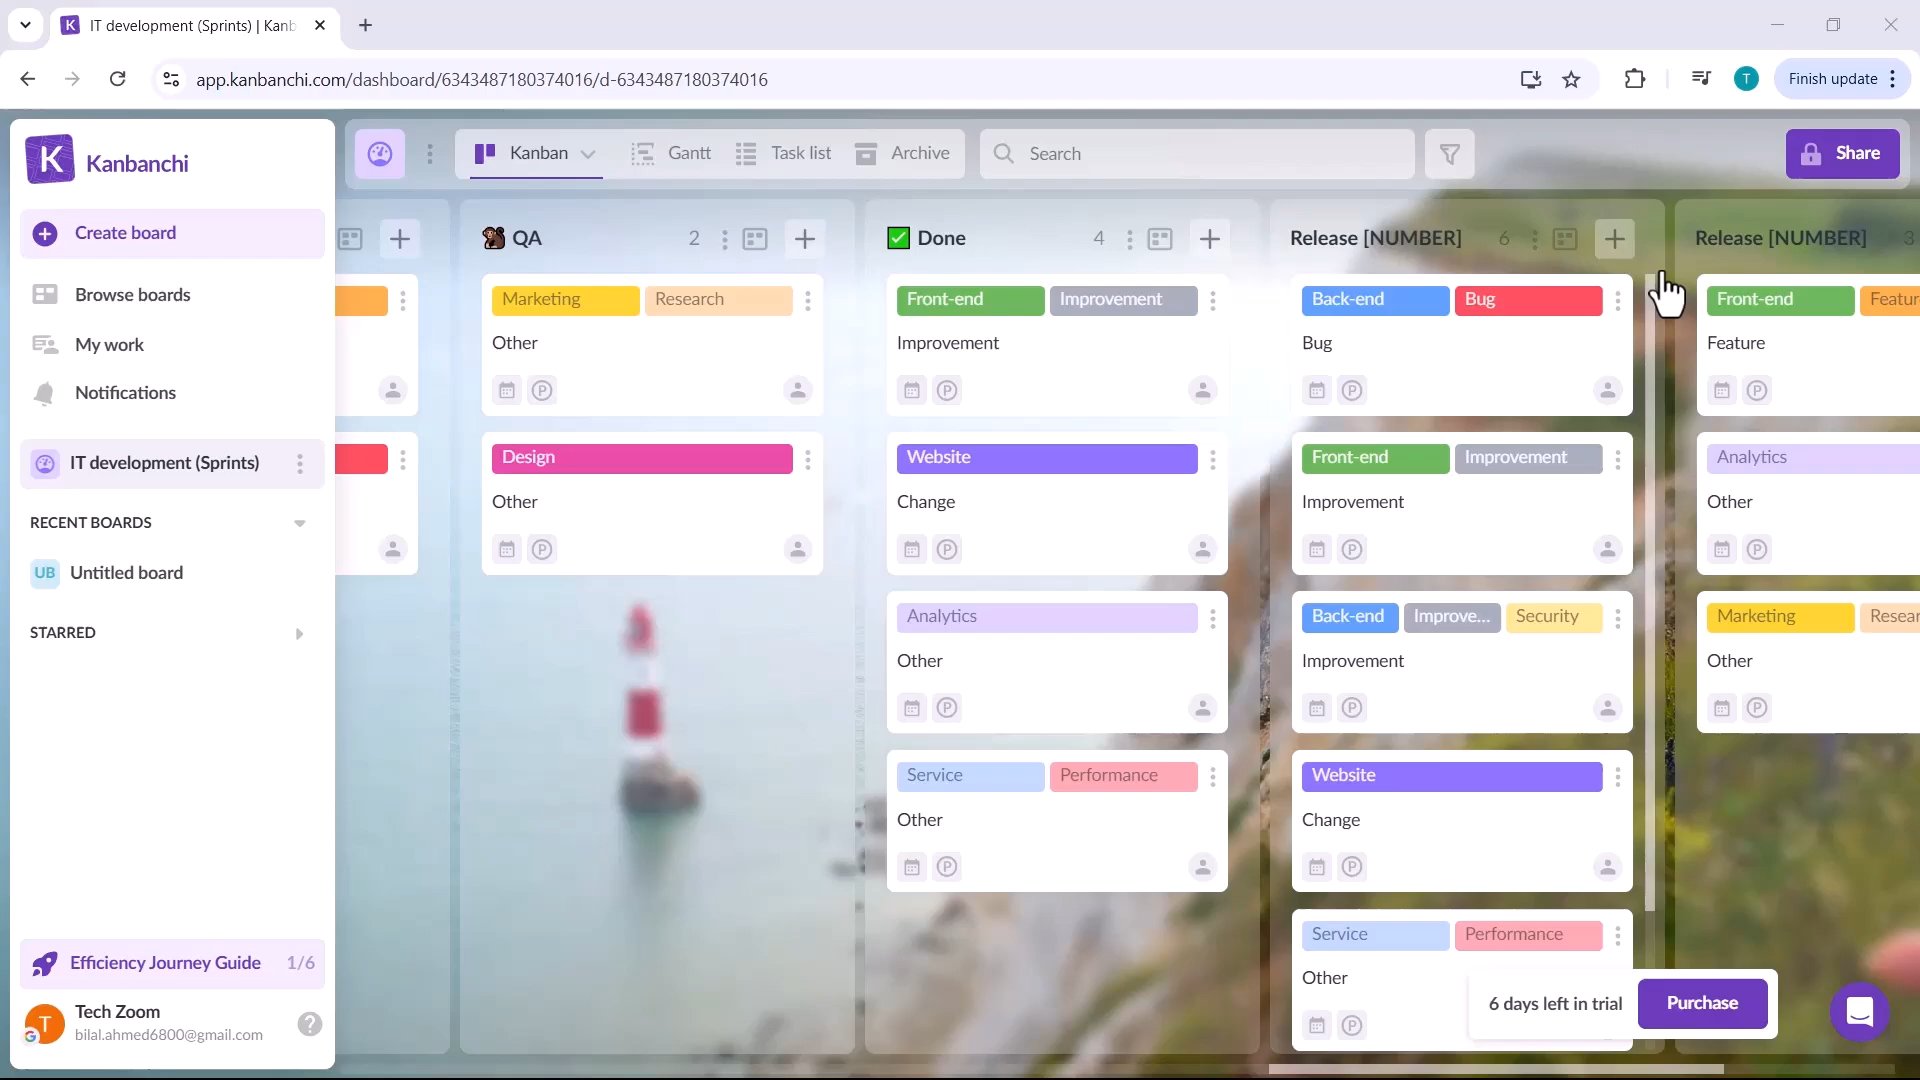 IT development (Sprints) | Kanb
app.kanbanchi.com/dashboard/6343487180374016/d-6343487180374016
T
Finish update
K
Kanbanchi
Create board
Browse boards
My work
Notifications
IT development (Sprints)
RECENT BOARDS
UB Untitled board
STARRED
Efficiency Journey Guide 1/6
T
Tech Zoom
bilal.ahmed6800@gmail.com
Kanban
Gantt
Task list
Archive
Search
Share
QA 2
Marketing Research
Other
P
Design
Other
P
Done 4
Front-end Improvement
Improvement
P
Website
Change
P
Analytics
Other
P
Service Performance
Other
P
Release [NUMBER] 6
Back-end Bug
Bug
P
Front-end Improvement
Improvement
P
Back-end Improve... Security
Improvement
P
Website
Change
P
Service Performance
Other
P
Release [NUMBER] 3
Front-end Featur
Feature
P
Analytics
Other
P
Marketing Resear
Other
P
6 days left in trial
Purchase